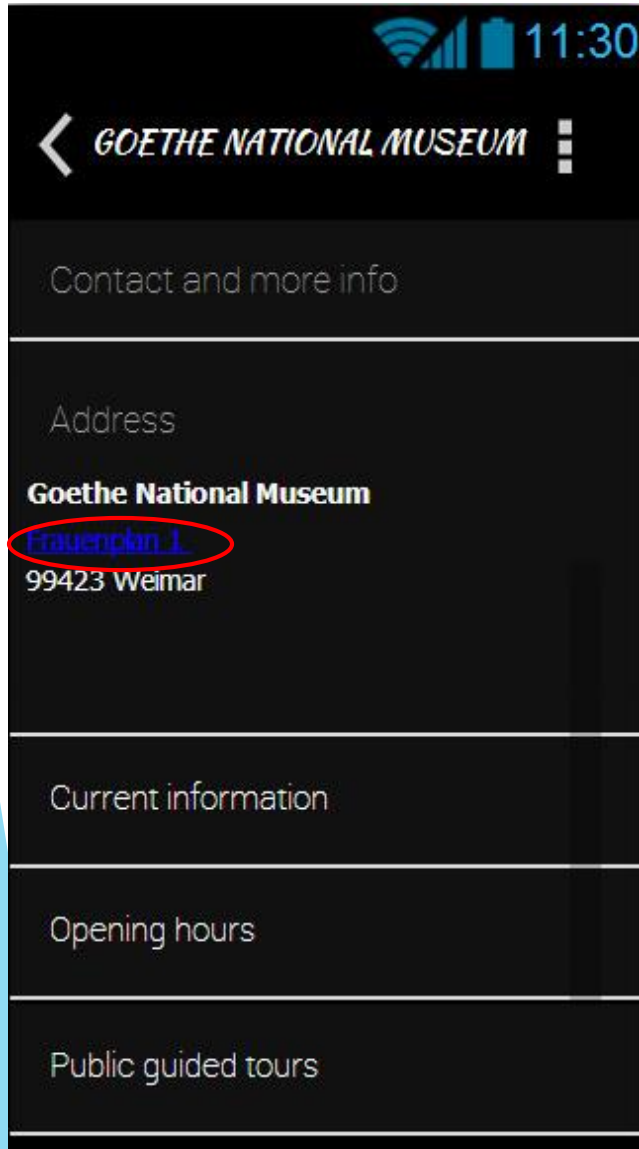 11:30
GOETHE NATIONAL MUSEUM
Contact and more info
Address
Goethe National Museum
Frauenplan 1
99423 Weimar
Current information
Opening hours
Public guided tours